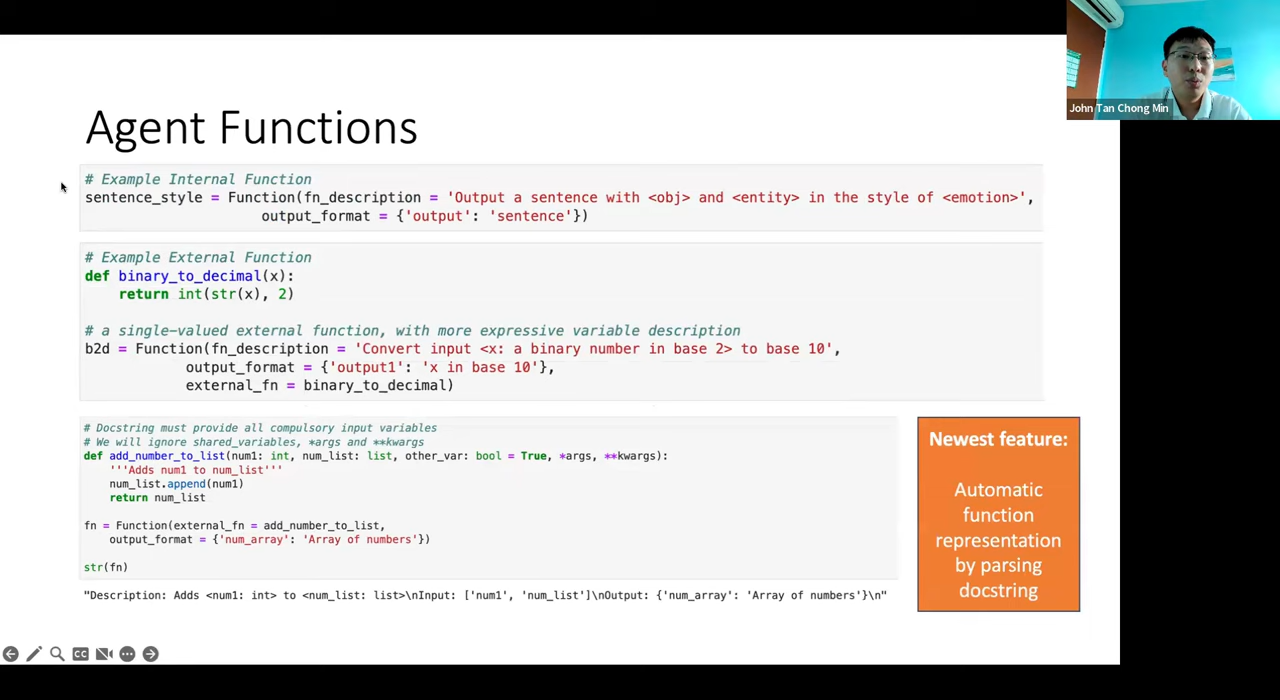 John Tan Chong Min
Agent Functions
# Example Internal Function
sentence_style = Function(fn_description = 'Output a sentence with <obj> and <entity> in the style of <emotion>',
output_format = {'output': 'sentence'})
# Example External Function
def binary_to_decimal(x):
return int(str(x), 2)
# a single-valued external function, with more expressive variable description
b2d = Function(fn_description = 'Convert input <x: a binary number in base 2> to base 10',
output_format = {'output1': 'x in base 10'},
external_fn = binary_to_decimal)
# Docstring must provide all compulsory input variables
# We will ignore shared_variables, *args and **kwargs
def add_number_to_list(num1: int, num_list: list, other_var: bool = True, *args, **kwargs):
'''Adds num1 to num_list'''
num_list.append(num1)
return num_list
fn = Function(external_fn = add_number_to_list,
output_format = {'num_array': 'Array of numbers'})
str(fn)
"Description: Adds <num1: int> to <num_list: list>\nInput: ['num1', 'num_list']\nOutput: {'num_array': 'Array of numbers'}\n"
Newest feature:
Automatic
function
representation
by parsing
docstring
CC